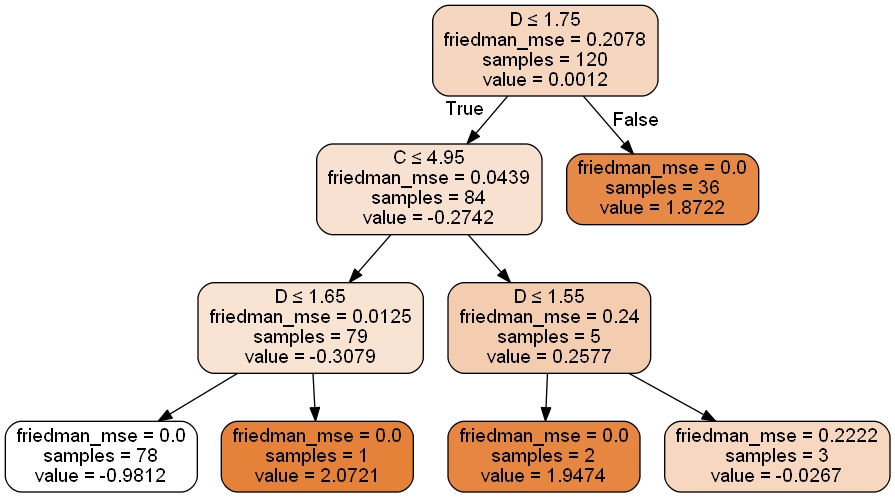 D ≤ 1.75
friedman_mse = 0.2078
samples = 120
value = 0.0012
True
False
C ≤ 4.95
friedman_mse = 0.0439
samples = 84
value = -0.2742
friedman_mse = 0.0
samples = 36
value = 1.8722
D ≤ 1.65
friedman_mse = 0.0125
samples = 79
value = -0.3079
D ≤ 1.55
friedman_mse = 0.24
samples = 5
value = 0.2577
friedman_mse = 0.0
samples = 78
value = -0.9812
friedman_mse = 0.0
samples = 1
value = 2.0721
friedman_mse = 0.0
samples = 2
value = 1.9474
friedman_mse = 0.2222
samples = 3
value = -0.0267